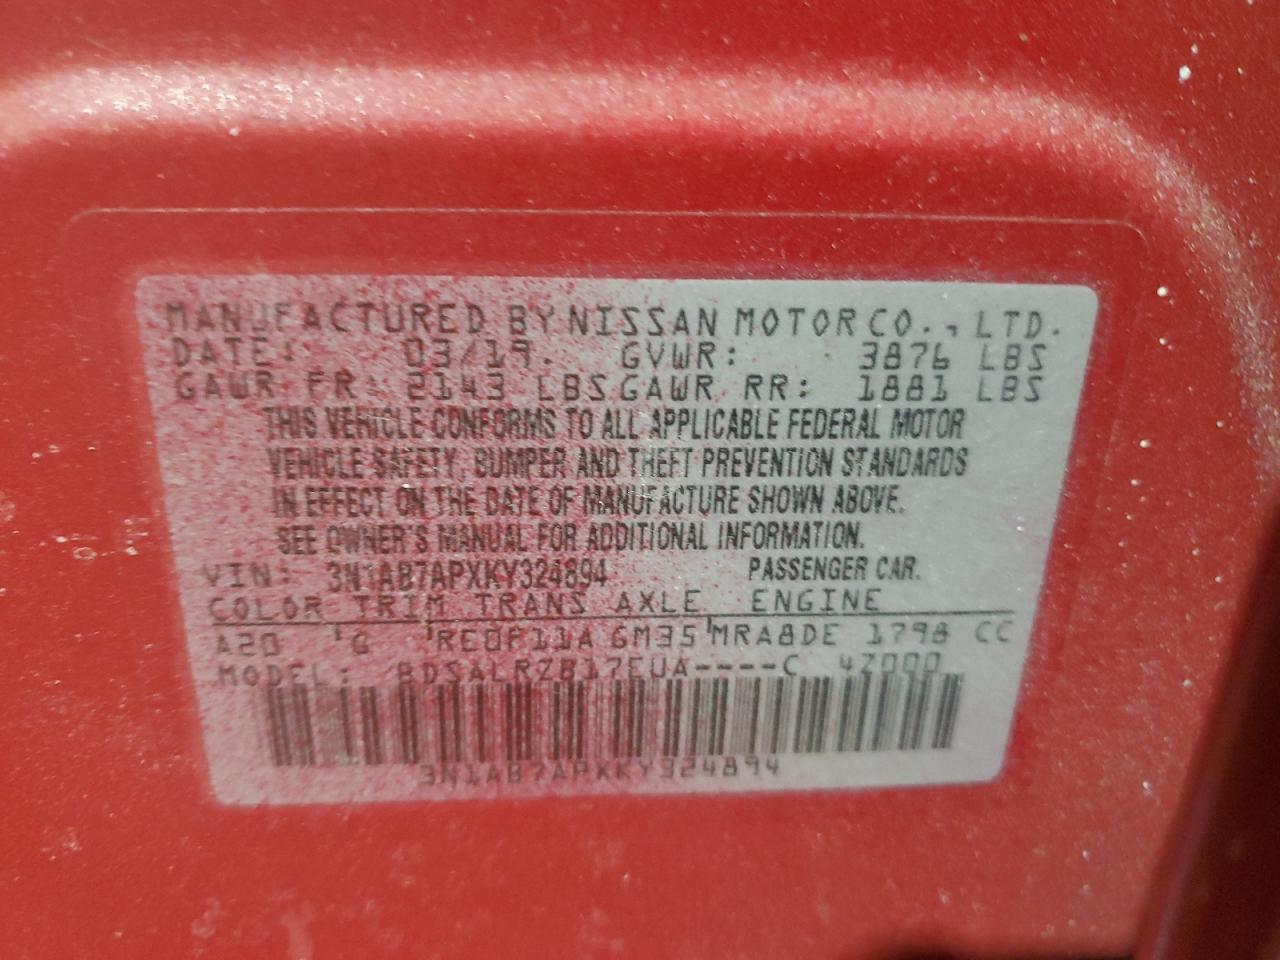 MANUFACTURED BY NISSAN MOTOR CO., LTD.
DATE: 03/19. GVWR: 3876 LBS
GAWR FR: 2143 LBS GAWR RR: 1881 LBS
THIS VEHICLE CONFORMS TO ALL APPLICABLE FEDERAL MOTOR
VEHICLE SAFETY, BUMPER AND THEFT PREVENTION STANDARDS
IN EFFECT ON THE DATE OF MANUFACTURE SHOWN ABOVE.
SEE OWNER'S MANUAL FOR ADDITIONAL INFORMATION.
VIN: 3N1AB7APXKY324894 PASSENGER CAR.
COLOR TRIM TRANS AXLE ENGINE
A20 'G 'RE0F11A GM35'MRA8DE 1798 CC
MODEL: BDSALRZB17EUA----C 4Z000
3N1AB7APXKY324894